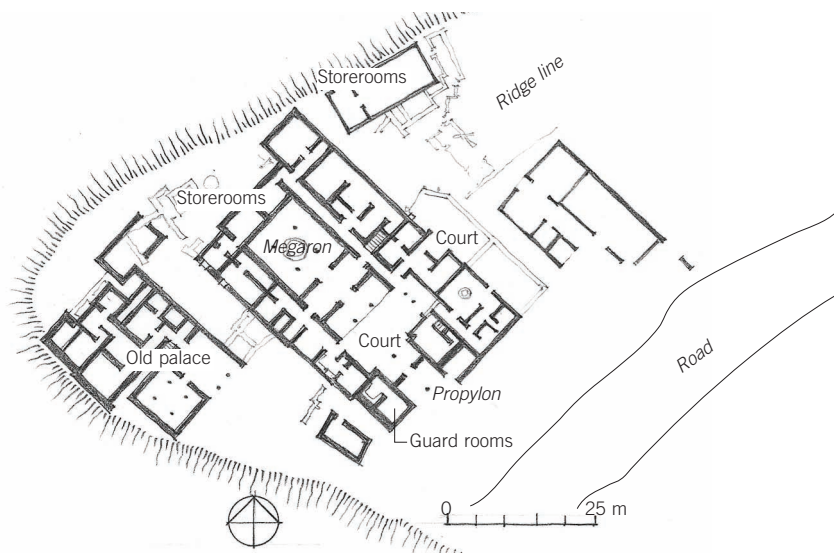 Storerooms
Ridge line
Storerooms
Court
Megaron
Court
Old palace
Road
Propylon
Guard rooms
0 25 m